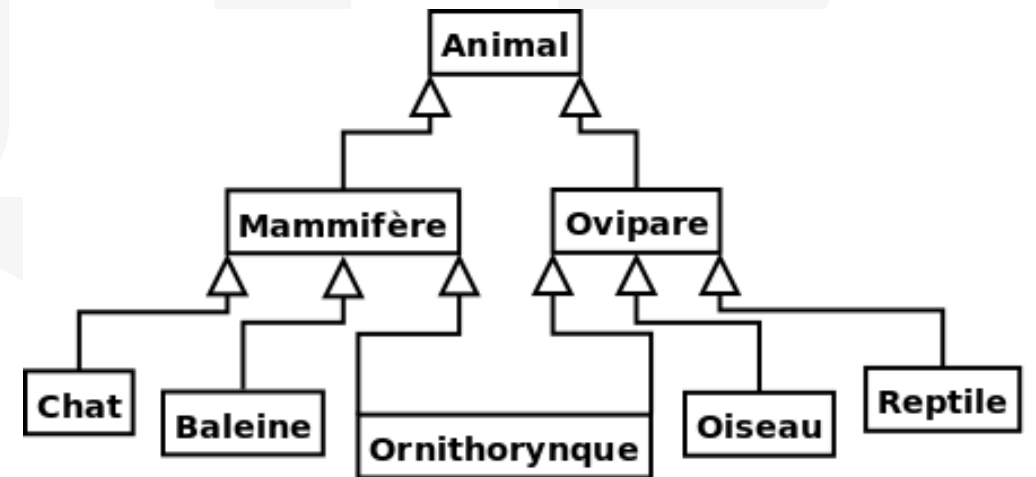 Animal
Mammifère
Ovipare
Chat
Baleine
Ornithorynque
Oiseau
Reptile